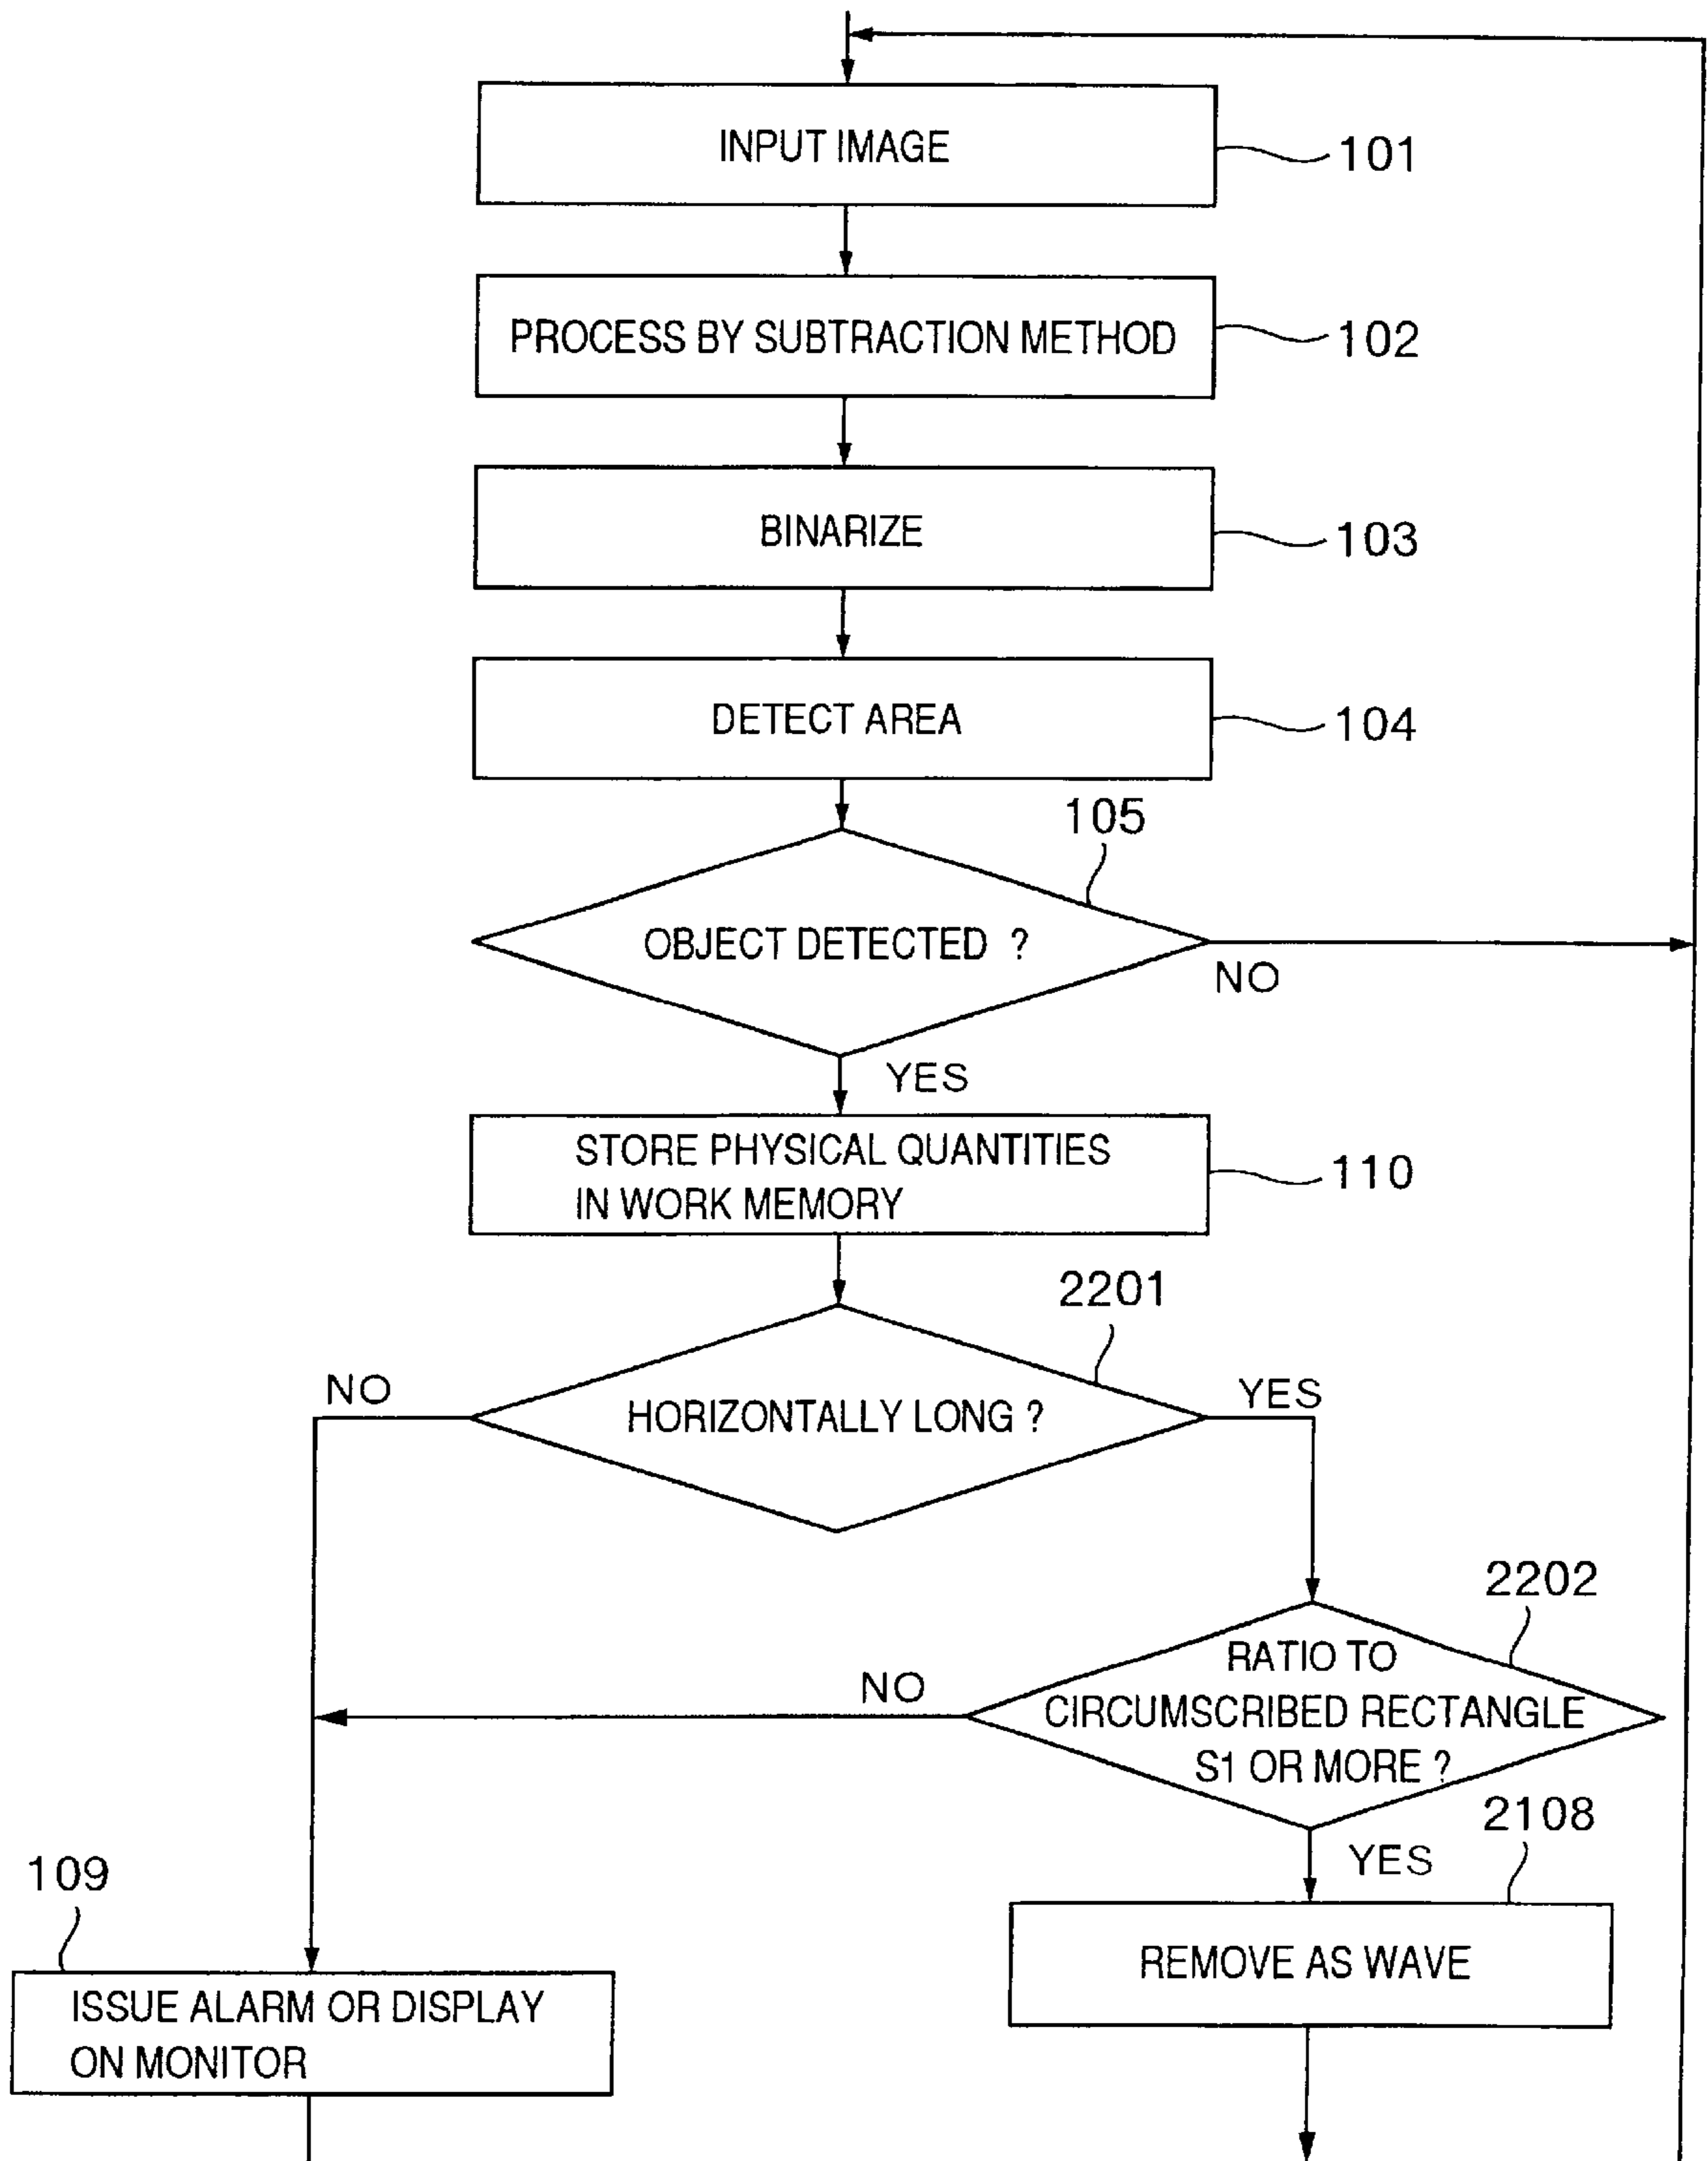 INPUT IMAGE
101
PROCESS BY SUBTRACTION METHOD
102
BINARIZE
103
DETECT AREA
104
105
OBJECT DETECTED ?
NO
YES
STORE PHYSICAL QUANTITIES
IN WORK MEMORY
110
2201
NO
HORIZONTALLY LONG ?
YES
2202
NO
RATIO TO
CIRCUMSCRIBED RECTANGLE
S1 OR MORE ?
YES
2108
REMOVE AS WAVE
109
ISSUE ALARM OR DISPLAY
ON MONITOR